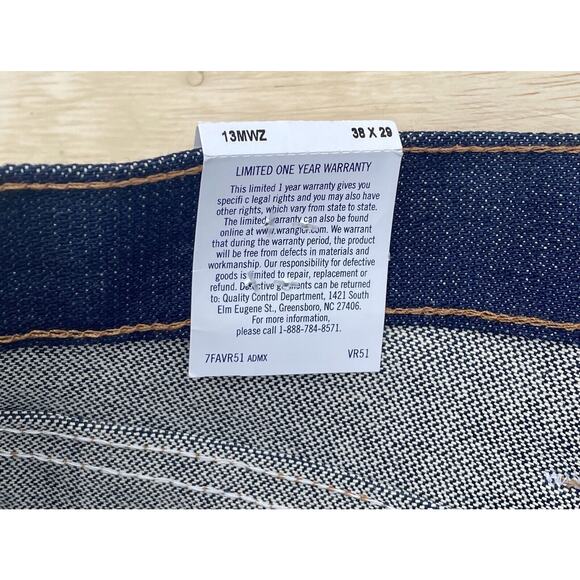 13MWZ 38 X 29
LIMITED ONE YEAR WARRANTY
This limited 1 year warranty gives you
specifi c legal rights and you may also have
other rights, which vary from state to state.
The limited warranty can also be found
online at www.wrangler.com. We warrant
that during the warranty period, the product
will be free from defects in materials and
workmanship. Our responsibility for defective
goods is limited to repair, replacement or
refund. Defective garments can be returned
to: Quality Control Department, 1421 South
Elm Eugene St., Greensboro, NC 27406.
For more information,
please call 1-888-784-8571.
7FAVR51 ADMX VR51